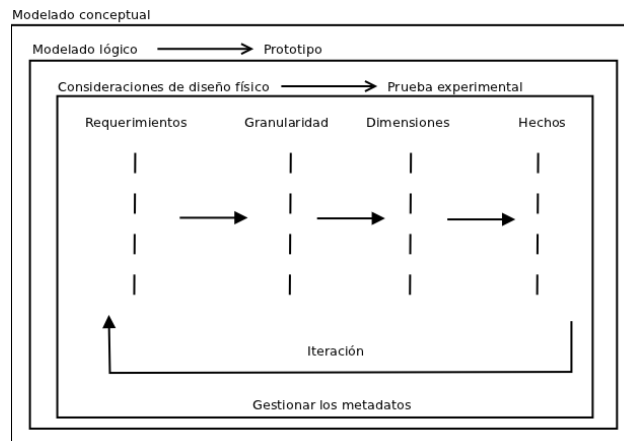 Modelado conceptual
Modelado lógico Prototipo
Consideraciones de diseño físico Prueba experimental
Requerimientos Granularidad Dimensiones Hechos
Iteración
Gestionar los metadatos